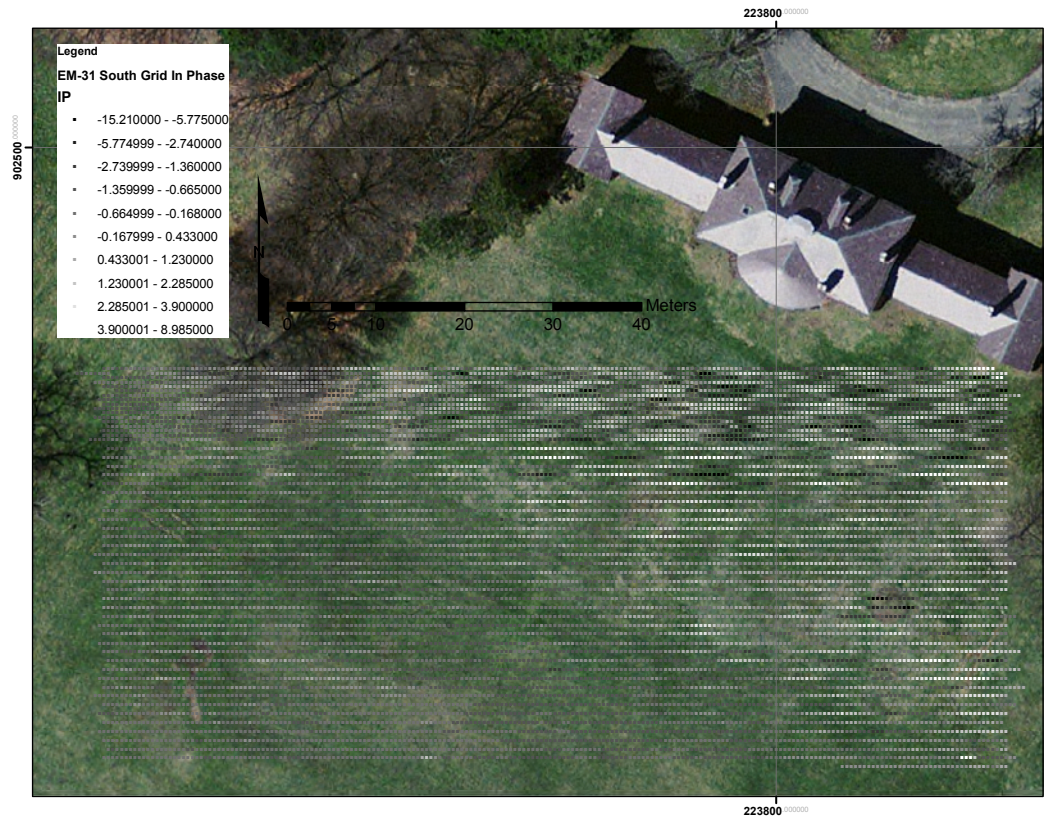 223800.000000
902500.000000
Legend
EM-31 South Grid In Phase
IP
-15.210000 - -5.775000
-5.774999 - -2.740000
-2.739999 - -1.360000
-1.359999 - -0.665000
-0.664999 - -0.168000
-0.167999 - 0.433000
0.433001 - 1.230000
1.230001 - 2.285000
2.285001 - 3.900000
3.900001 - 8.985000
N
Meters
0 5 10 20 30 40
223800.000000